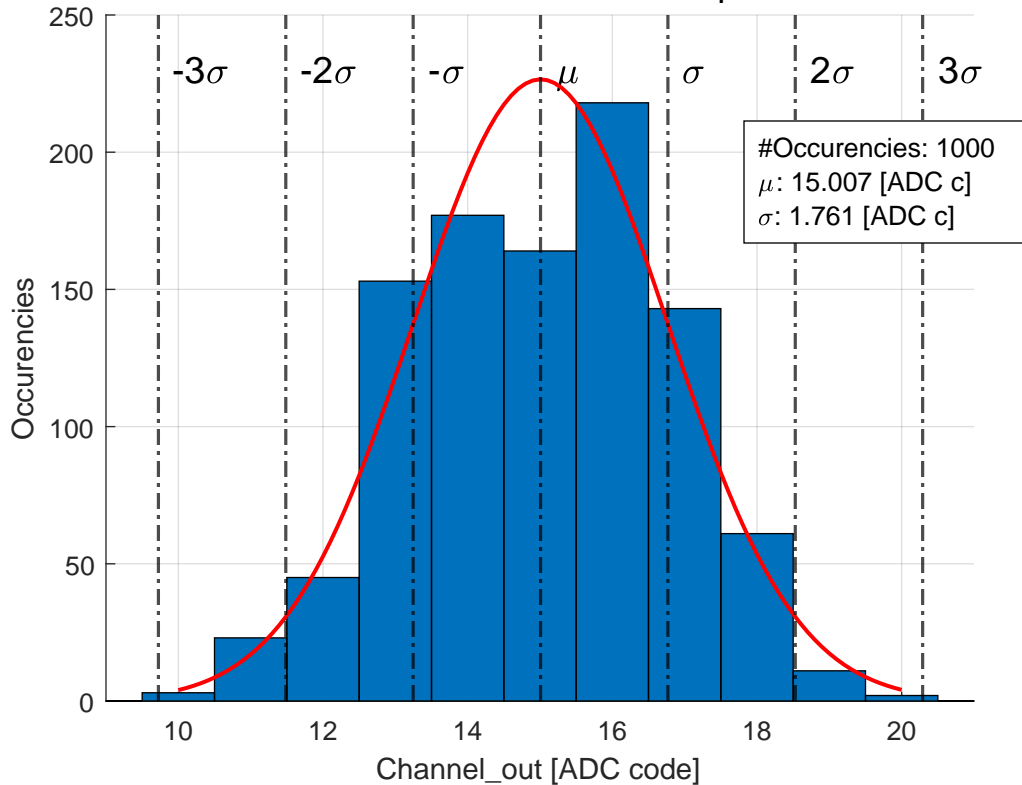 250
-3σ -2σ -σ μ σ 2σ 3σ
#Occurencies: 1000
μ: 15.007 [ADC c]
σ: 1.761 [ADC c]
200
150
100
50
0
Occurencies
10 12 14 16 18 20
Channel_out [ADC code]